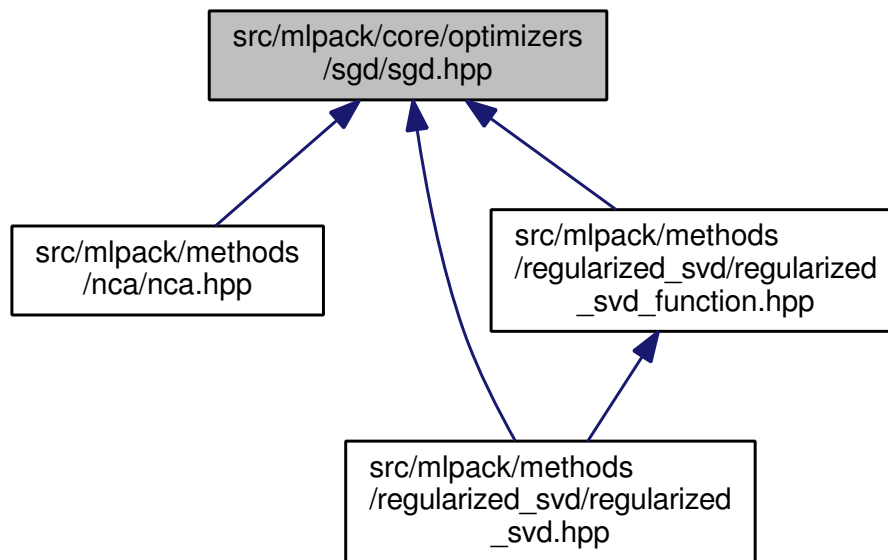 src/mlpack/core/optimizers
/sgd/sgd.hpp
src/mlpack/methods
/nca/nca.hpp
src/mlpack/methods
/regularized_svd/regularized
_svd_function.hpp
src/mlpack/methods
/regularized_svd/regularized
_svd.hpp